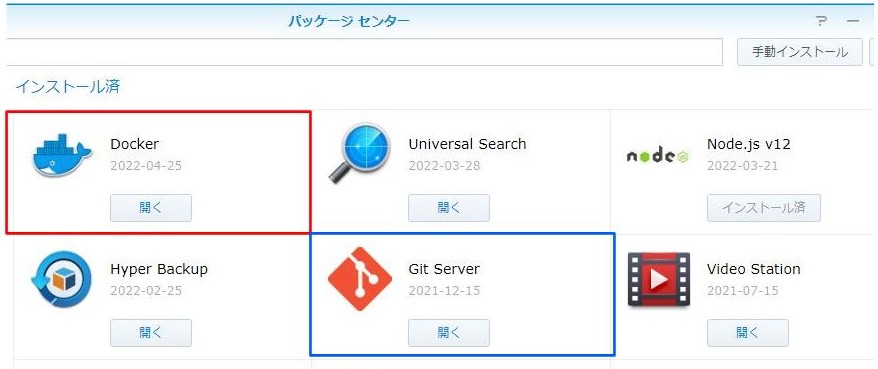 パッケージ センター
? —
手動インストール
インストール済
Docker
2022-04-25
開く
Universal Search
2022-03-28
開く
node
Node.js v12
2022-03-21
インストール済
Hyper Backup
2022-02-25
開く
Git Server
2021-12-15
開く
Video Station
2021-07-15
開く